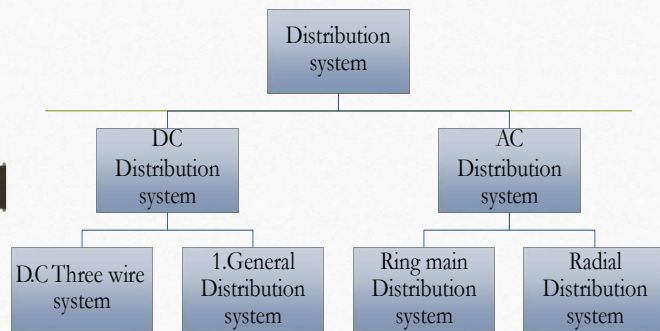 Distribution
system
DC
Distribution
system
AC
Distribution
system
D.C Three wire
system
1.General
Distribution
system
Ring main
Distribution
system
Radial
Distribution
system